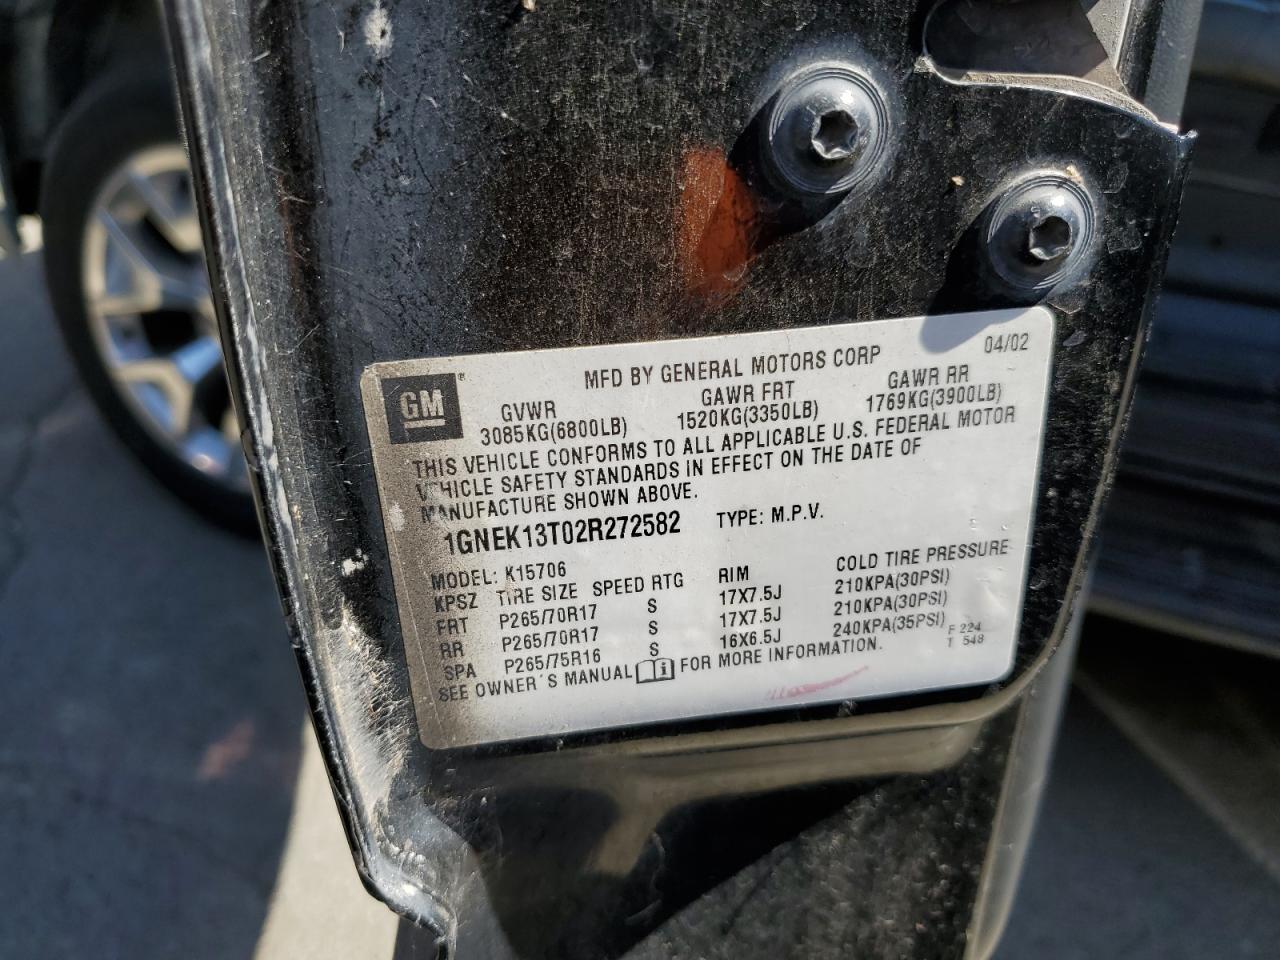 MFD BY GENERAL MOTORS CORP 04/02
GM®
GVWR GAWR FRT GAWR RR
3085KG(6800LB) 1520KG(3350LB) 1769KG(3900LB)
THIS VEHICLE CONFORMS TO ALL APPLICABLE U.S. FEDERAL MOTOR
VEHICLE SAFETY STANDARDS IN EFFECT ON THE DATE OF
MANUFACTURE SHOWN ABOVE.
1GNEK13T02R272582 TYPE: M.P.V.
MODEL: K15706
KPSZ TIRE SIZE SPEED RTG RIM COLD TIRE PRESSURE
FRT P265/70R17 S 17X7.5J 210KPA(30PSI)
RR P265/70R17 S 17X7.5J 210KPA(30PSI)
SPA P265/75R16 S 16X6.5J 240KPA(35PSI)
SEE OWNER'S MANUAL i FOR MORE INFORMATION.
F 224
T 548